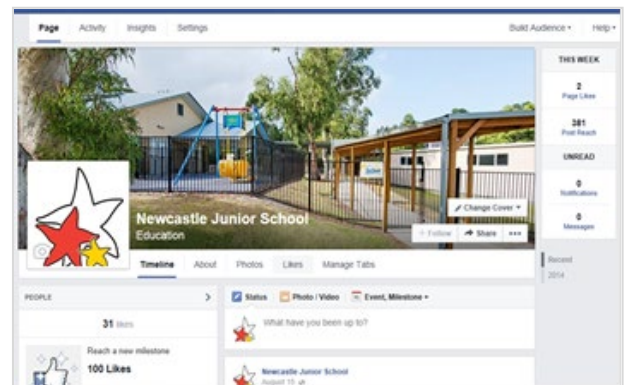 Page Activity Insights Settings Build Audience Help
THIS WEEK
2
Page Likes
381
Post Reach
UNREAD
0
Notifications
0
Messages
Recent
2014
Newcastle Junior School
Education
Change Cover
+ Follow Share •••
Timeline About Photos Likes Manage Tabs
PEOPLE
31 likes
Reach a new milestone
100 Likes
Status Photo / Video Event, Milestone +
What have you been up to?
Newcastle Junior School
August 15